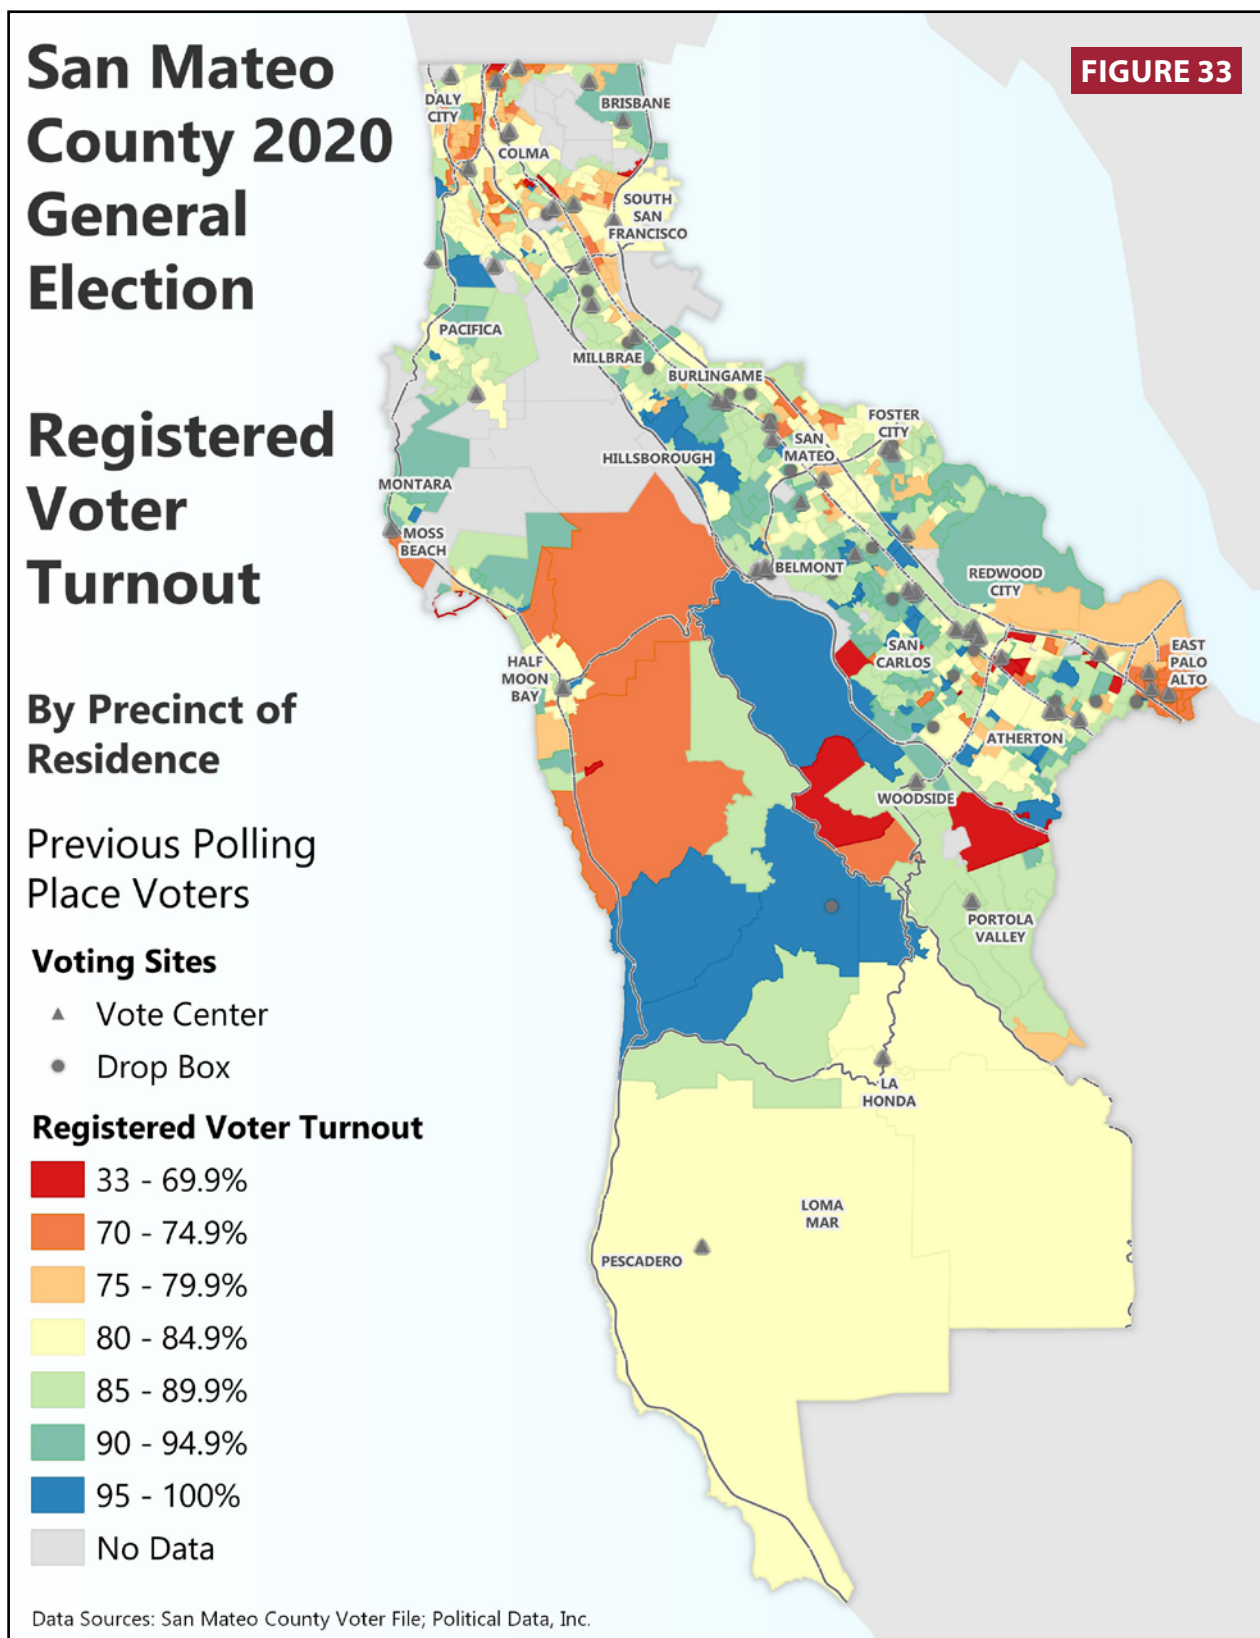 San Mateo
County 2020
General
Election
FIGURE 33
Registered
Voter
Turnout
By Precinct of
Residence
Previous Polling
Place Voters
Voting Sites
Vote Center
Drop Box
Registered Voter Turnout
33 - 69.9%
70 - 74.9%
75 - 79.9%
80 - 84.9%
85 - 89.9%
90 - 94.9%
95 - 100%
No Data
Data Sources: San Mateo County Voter File; Political Data, Inc.
DALY
CITY
BRISBANE
COLMA
SOUTH
SAN
FRANCISCO
PACIFICA
MILLBRAE
BURLINGAME
FOSTER
CITY
SAN
MATEO
HILLSBOROUGH
MONTARA
MOSS
BEACH
BELMONT
REDWOOD
CITY
SAN
CARLOS
EAST
PALO
ALTO
HALF
MOON
BAY
ATHERTON
WOODSIDE
PORTOLA
VALLEY
LA
HONDA
LOMA
MAR
PESCADERO